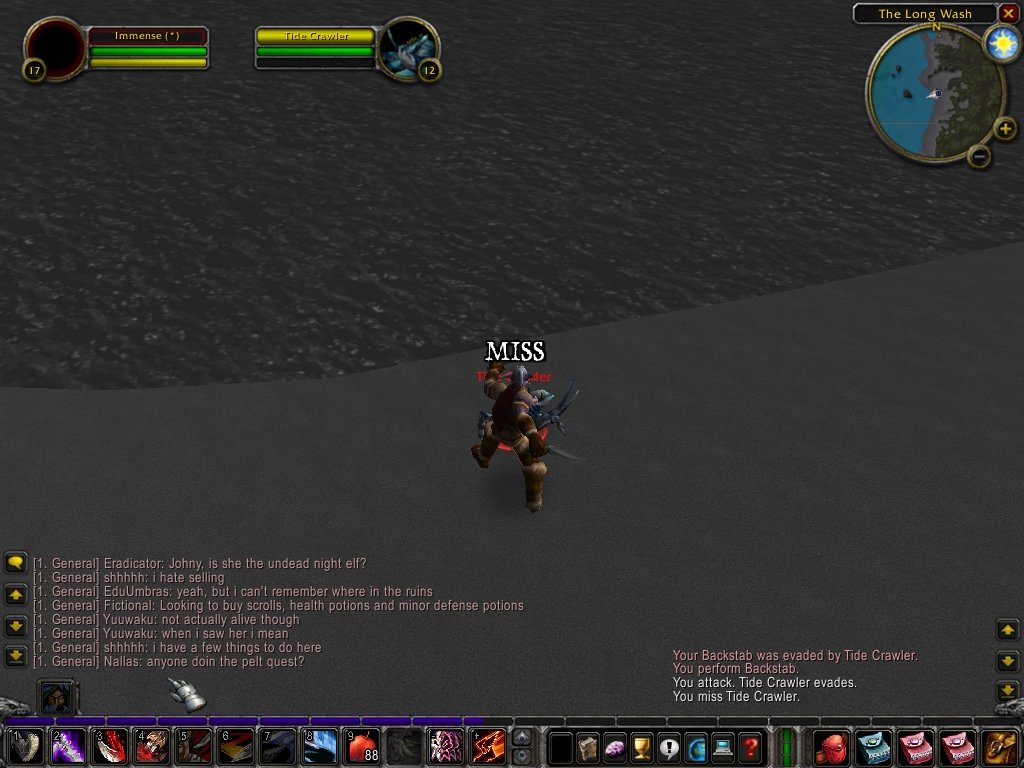 The Long Wash
N
Immense (*)
17
Tide Crawler
12
MISS
[1. General] Eradicator: Johny, is she the undead night elf?
[1. General] shhhhh: i hate selling
[1. General] EduUmbras: yeah, but i can't remember where in the ruins
[1. General] Fictional: Looking to buy scrolls, health potions and minor defense potions
[1. General] Yuuwaku: not actually alive though
[1. General] Yuuwaku: when i saw her i mean
[1. General] shhhhh: i have a few things to do here
[1. General] Nallas: anyone doin the pelt quest?
Your Backstab was evaded by Tide Crawler.
You perform Backstab.
You attack. Tide Crawler evades.
You miss Tide Crawler.
1 2 3 4 5 6 7 8 9 88